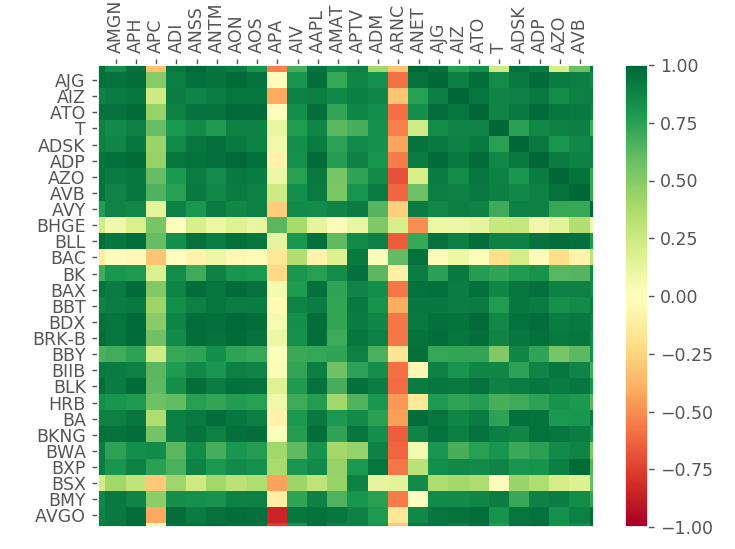 AMGN APH APC ADI ANSS ANTM AON AOS APA AIV AAPL AMAT APTV ADM ARNC ANET AJG AIZ ATO T ADSK ADP AZO AVB
AJG
AIZ
ATO
T
ADSK
ADP
AZO
AVB
AVY
BHGE
BLL
BAC
BK
BAX
BBT
BDX
BRK-B
BBY
BIIB
BLK
HRB
BA
BKNG
BWA
BXP
BSX
BMY
AVGO
1.00
0.75
0.50
0.25
0.00
−0.25
−0.50
−0.75
−1.00